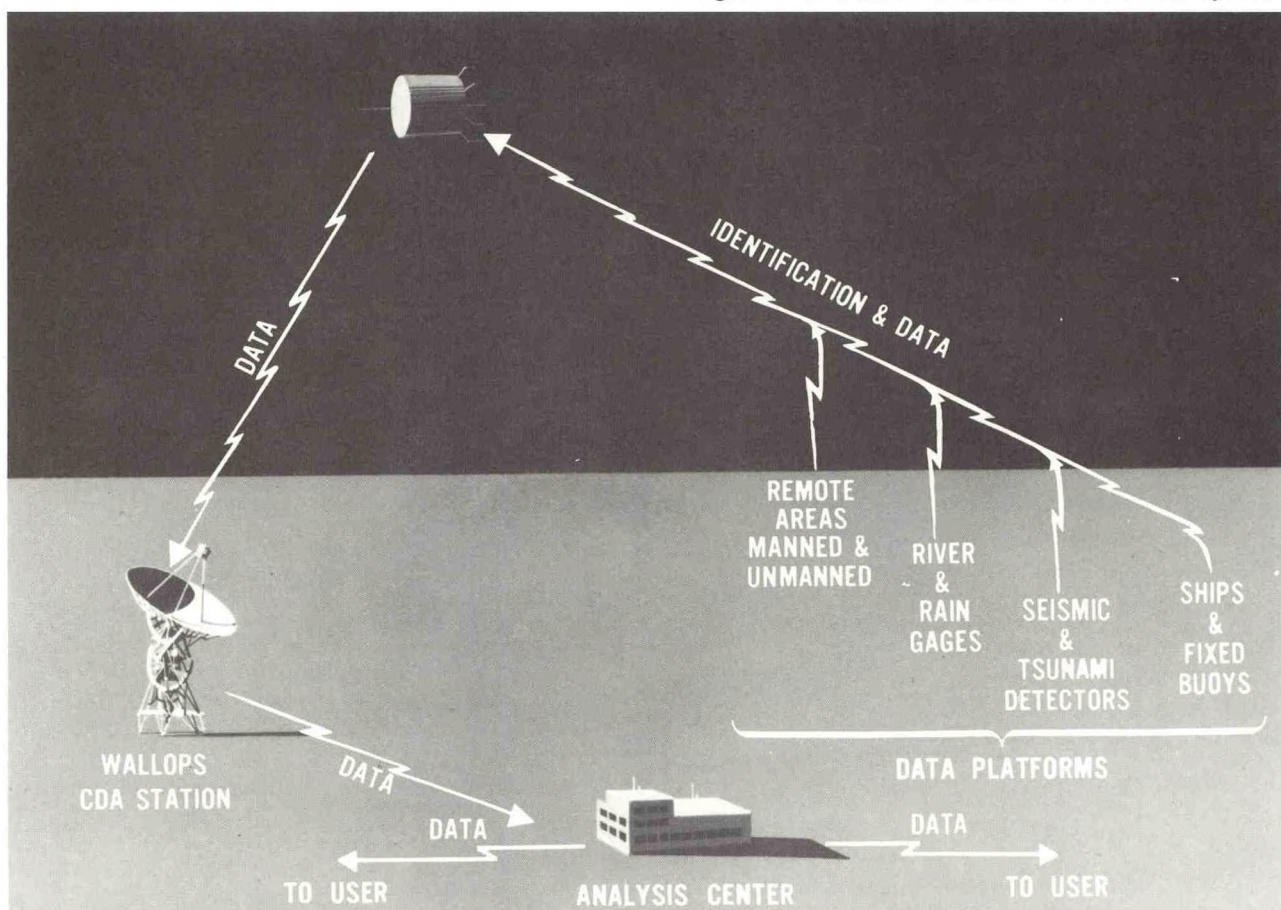 IDENTIFICATION & DATA
DATA
REMOTE
AREAS
MANNED &
UNMANNED
RIVER
&
RAIN
GAGES
SEISMIC
&
TSUNAMI
DETECTORS
SHIPS
&
FIXED
BUOYS
DATA PLATFORMS
WALLOPS
CDA STATION
DATA
DATA
DATA
TO USER
ANALYSIS CENTER
TO USER